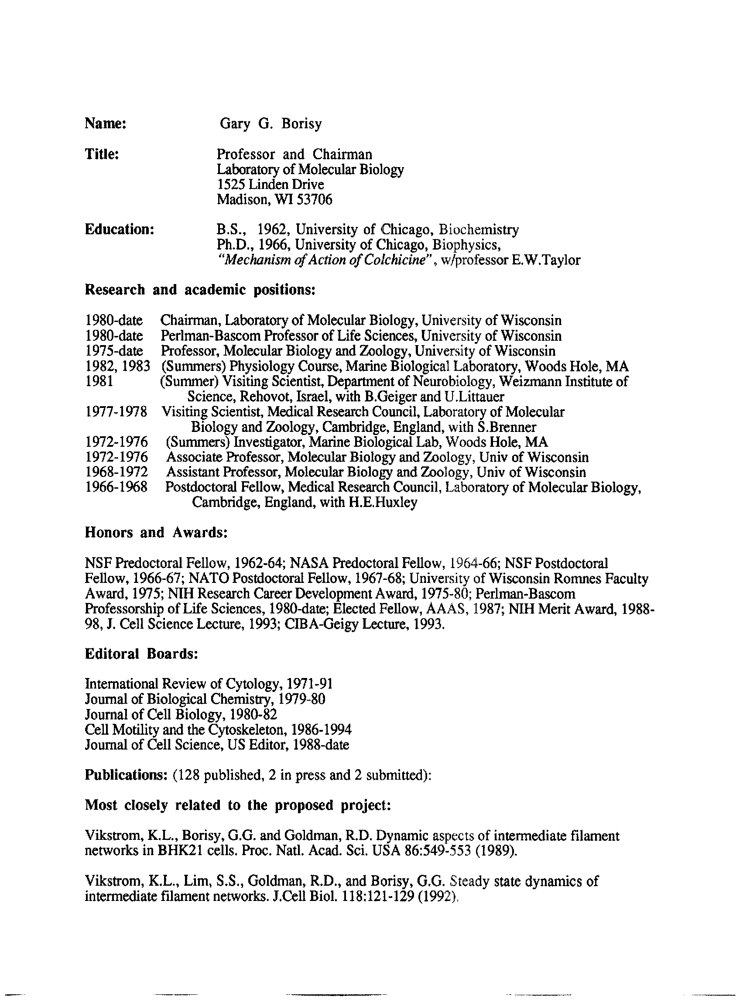 Name: Gary G. Borisy
Title: Professor and Chairman
Laboratory of Molecular Biology
1525 Linden Drive
Madison, WI 53706
Education: B.S., 1962, University of Chicago, Biochemistry
Ph.D., 1966, University of Chicago, Biophysics,
"Mechanism of Action of Colchicine", w/professor E.W.Taylor
Research and academic positions:
1980-date Chairman, Laboratory of Molecular Biology, University of Wisconsin
1980-date Perlman-Bascom Professor of Life Sciences, University of Wisconsin
1975-date Professor, Molecular Biology and Zoology, University of Wisconsin
1982, 1983 (Summers) Physiology Course, Marine Biological Laboratory, Woods Hole, MA
1981 (Summer) Visiting Scientist, Department of Neurobiology, Weizmann Institute of
Science, Rehovot, Israel, with B.Geiger and U.Littauer
1977-1978 Visiting Scientist, Medical Research Council, Laboratory of Molecular
Biology and Zoology, Cambridge, England, with S.Brenner
1972-1976 (Summers) Investigator, Marine Biological Lab, Woods Hole, MA
1972-1976 Associate Professor, Molecular Biology and Zoology, Univ of Wisconsin
1968-1972 Assistant Professor, Molecular Biology and Zoology, Univ of Wisconsin
1966-1968 Postdoctoral Fellow, Medical Research Council, Laboratory of Molecular Biology,
Cambridge, England, with H.E.Huxley
Honors and Awards:
NSF Predoctoral Fellow, 1962-64; NASA Predoctoral Fellow, 1964-66; NSF Postdoctoral
Fellow, 1966-67; NATO Postdoctoral Fellow, 1967-68; University of Wisconsin Romnes Faculty
Award, 1975; NIH Research Career Development Award, 1975-80; Perlman-Bascom
Professorship of Life Sciences, 1980-date; Elected Fellow, AAAS, 1987; NIH Merit Award, 1988-
98, J. Cell Science Lecture, 1993; CIBA-Geigy Lecture, 1993.
Editoral Boards:
International Review of Cytology, 1971-91
Journal of Biological Chemistry, 1979-80
Journal of Cell Biology, 1980-82
Cell Motility and the Cytoskeleton, 1986-1994
Journal of Cell Science, US Editor, 1988-date
Publications: (128 published, 2 in press and 2 submitted):
Most closely related to the proposed project:
Vikstrom, K.L., Borisy, G.G. and Goldman, R.D. Dynamic aspects of intermediate filament
networks in BHK21 cells. Proc. Natl. Acad. Sci. USA 86:549-553 (1989).
Vikstrom, K.L., Lim, S.S., Goldman, R.D., and Borisy, G.G. Steady state dynamics of
intermediate filament networks. J.Cell Biol. 118:121-129 (1992).